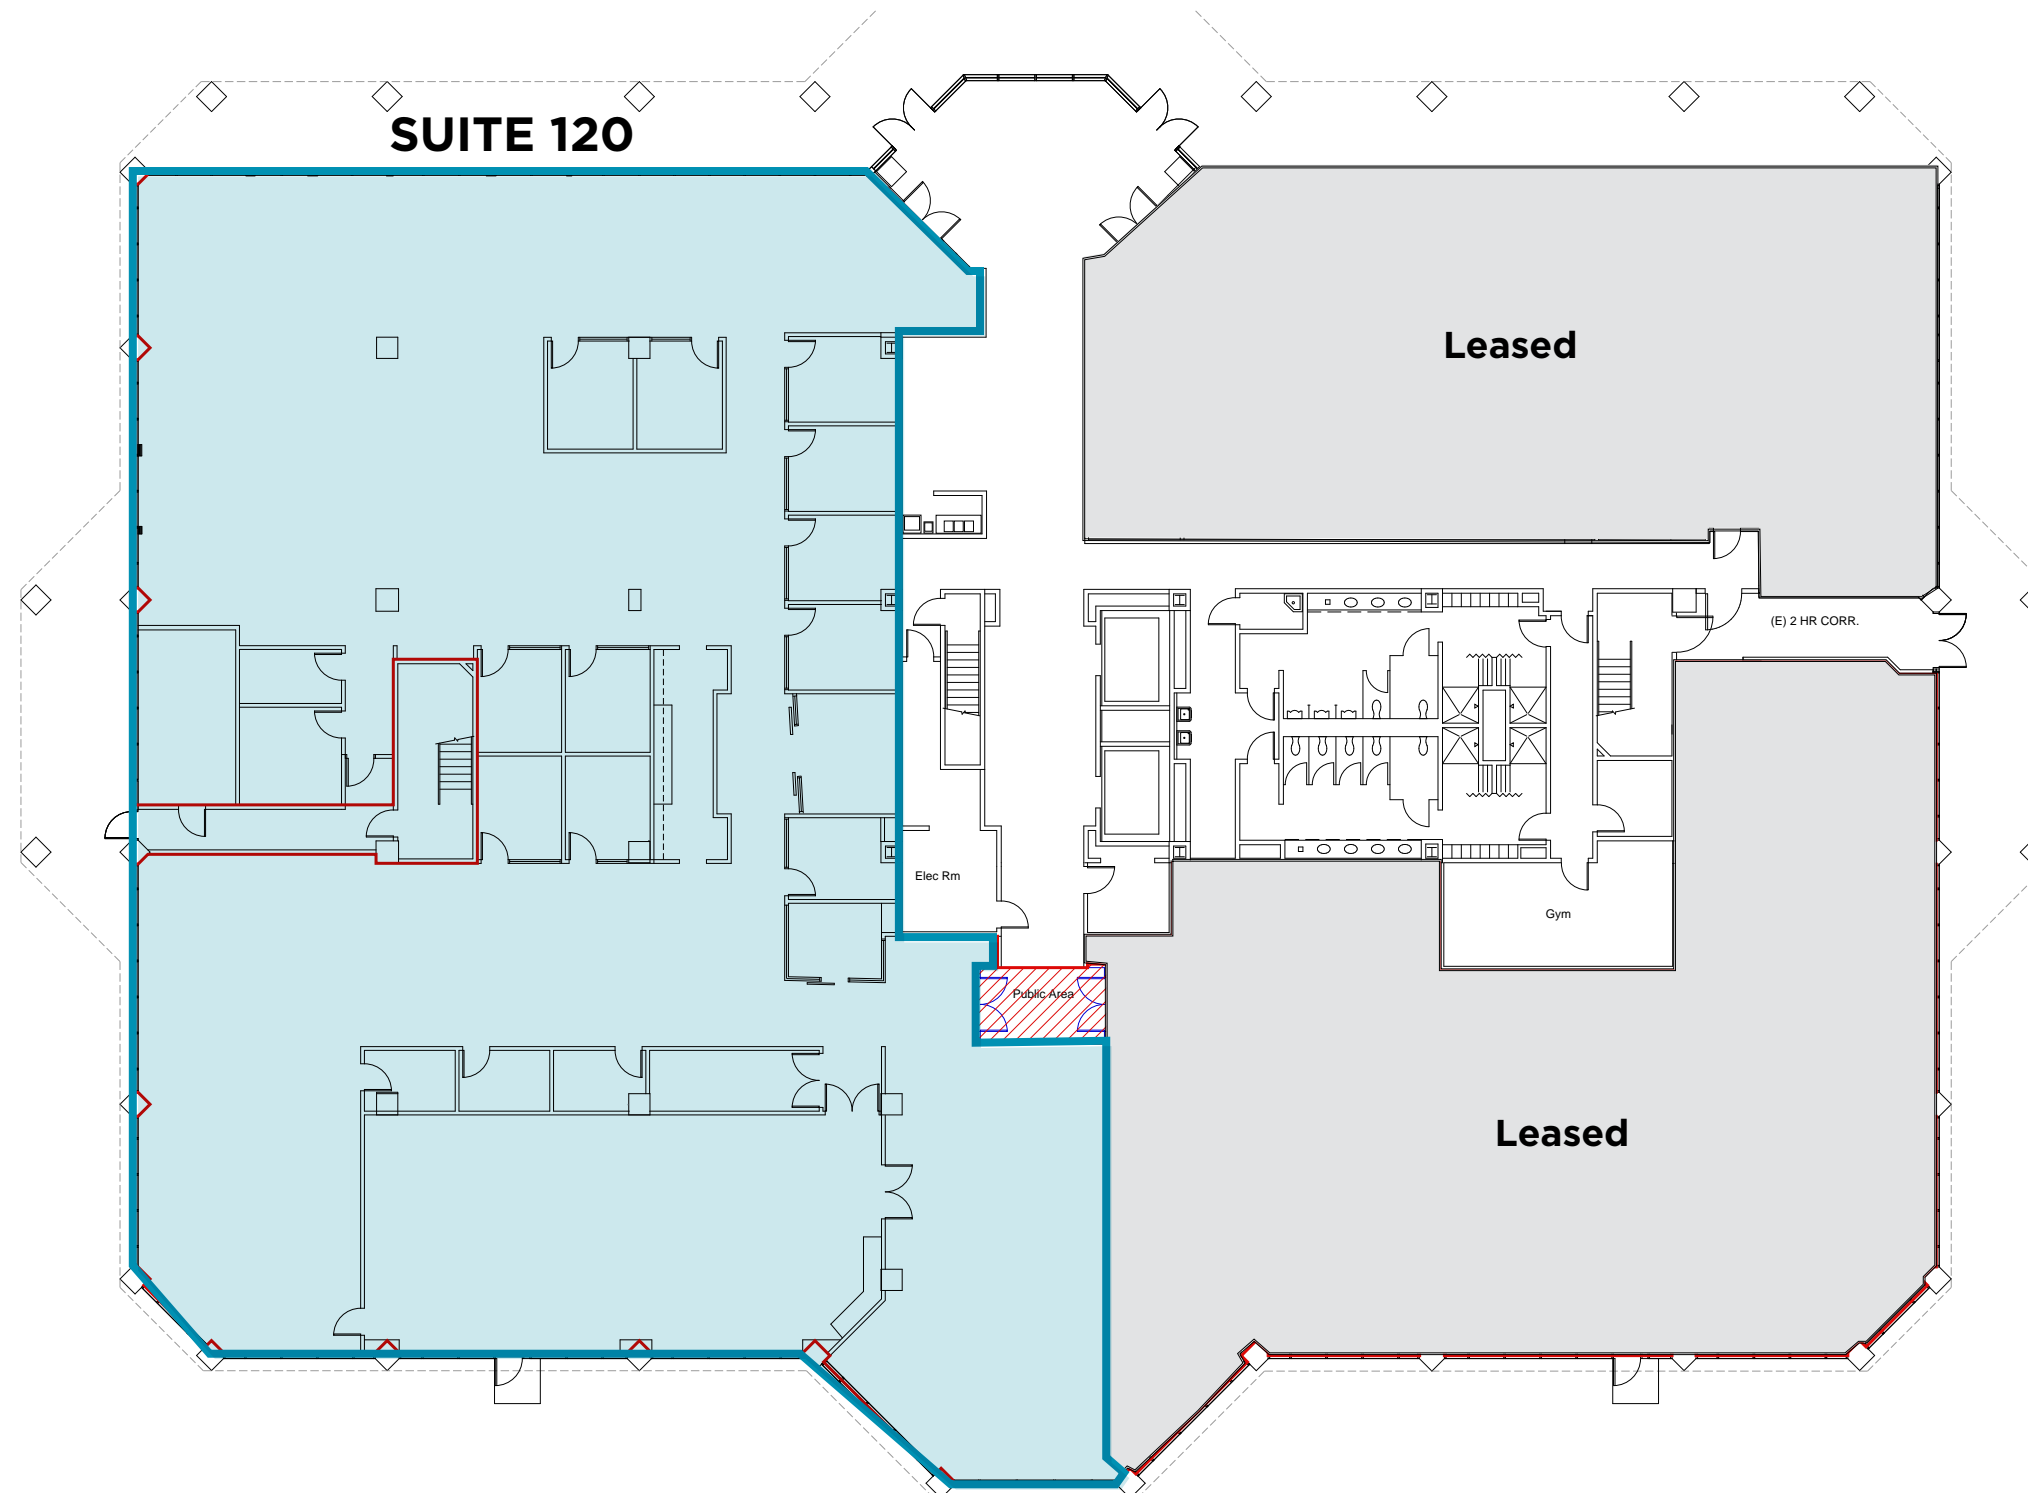 SUITE 120
Leased
(E) 2 HR CORR.
Elec Rm
Gym
Public Area
Leased